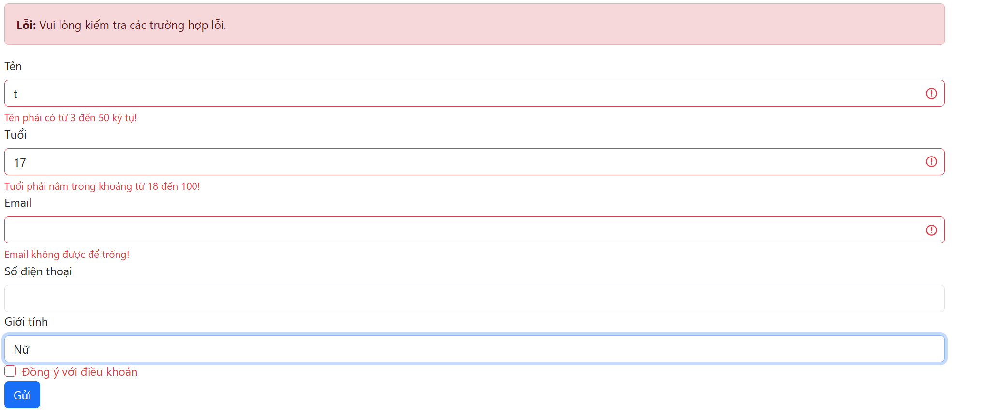 Lỗi: Vui lòng kiểm tra các trường hợp lỗi.
Tên
t
Tên phải có từ 3 đến 50 ký tự!
Tuổi
17
Tuổi phải nằm trong khoảng từ 18 đến 100!
Email
Email không được để trống!
Số điện thoại
Giới tính
Nữ
Đồng ý với điều khoản
Gửi